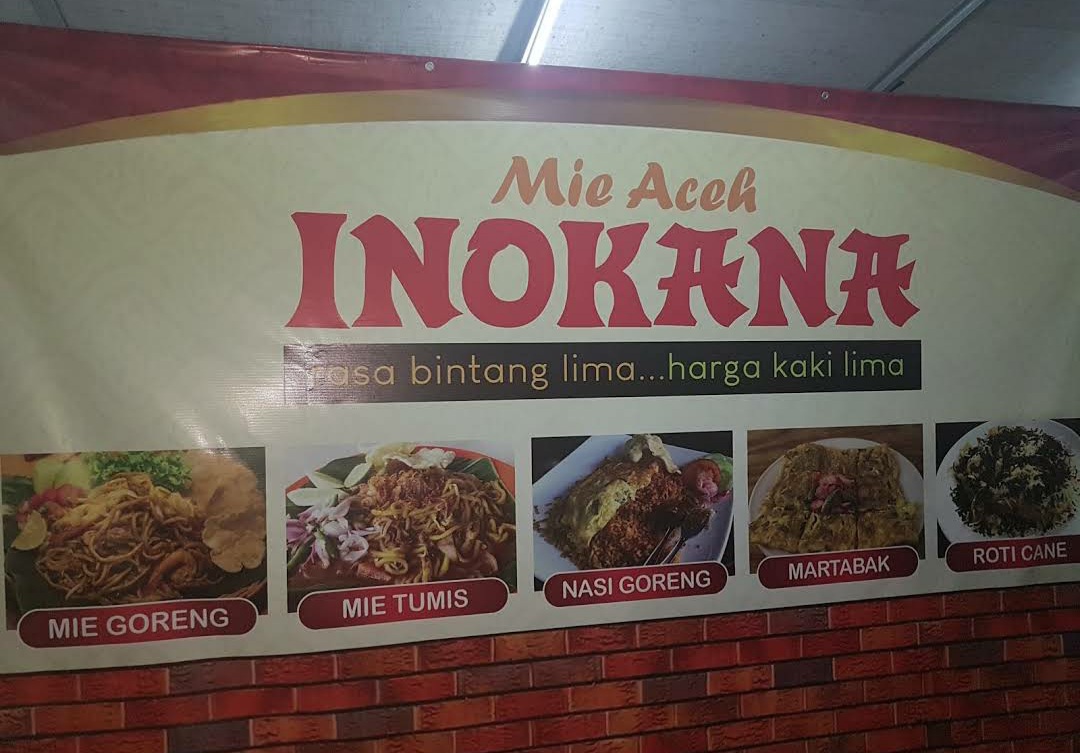 Mie Aceh
INOKANA
rasa bintang lima...harga kaki lima
MIE GORENG
MIE TUMIS
NASI GORENG
MARTABAK
ROTI CANE